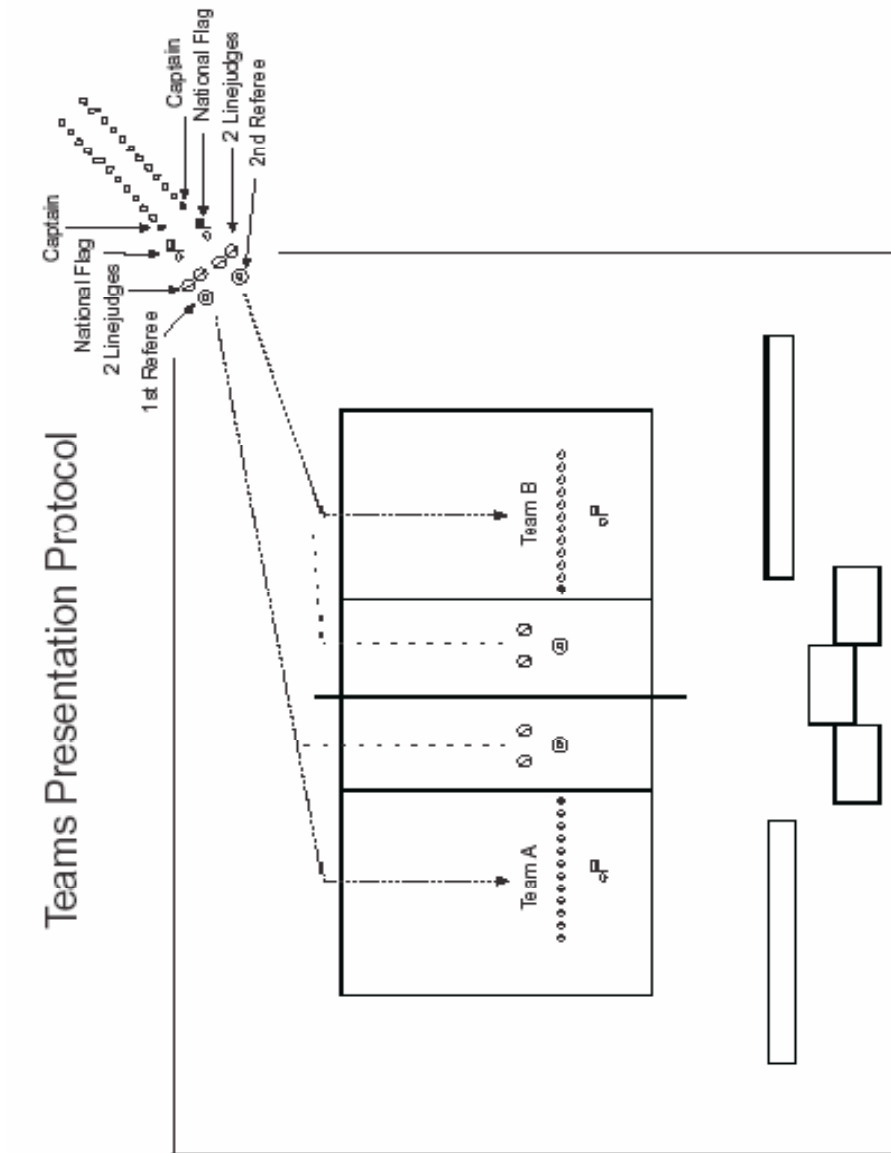 Teams Presentation Protocol
Captain
National Flag
2 Linejudges
1st Referee
Captain
National Flag
2 Linejudges
2nd Referee
Team A
Team B